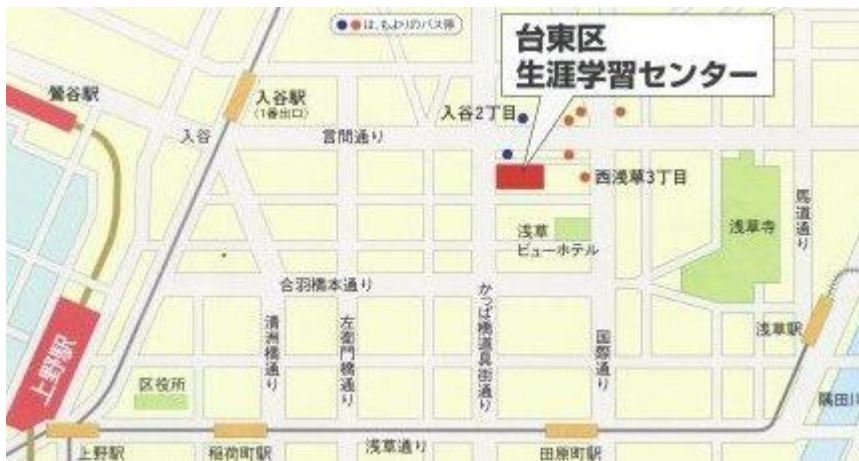 ●●は、もよりのバス停
台東区
生涯学習センター
鶯谷駅
入谷駅
(1番出口)
入谷2丁目
入谷
言問通り
西浅草3丁目
馬道通り
浅草寺
浅草
ビューホテル
合羽橋本通り
清洲橋通り
左衛門橋通り
かっぱ橋道具街通り
国際通り
浅草駅
上野駅
区役所
隅田川
上野駅
稲荷町駅
浅草通り
田原町駅